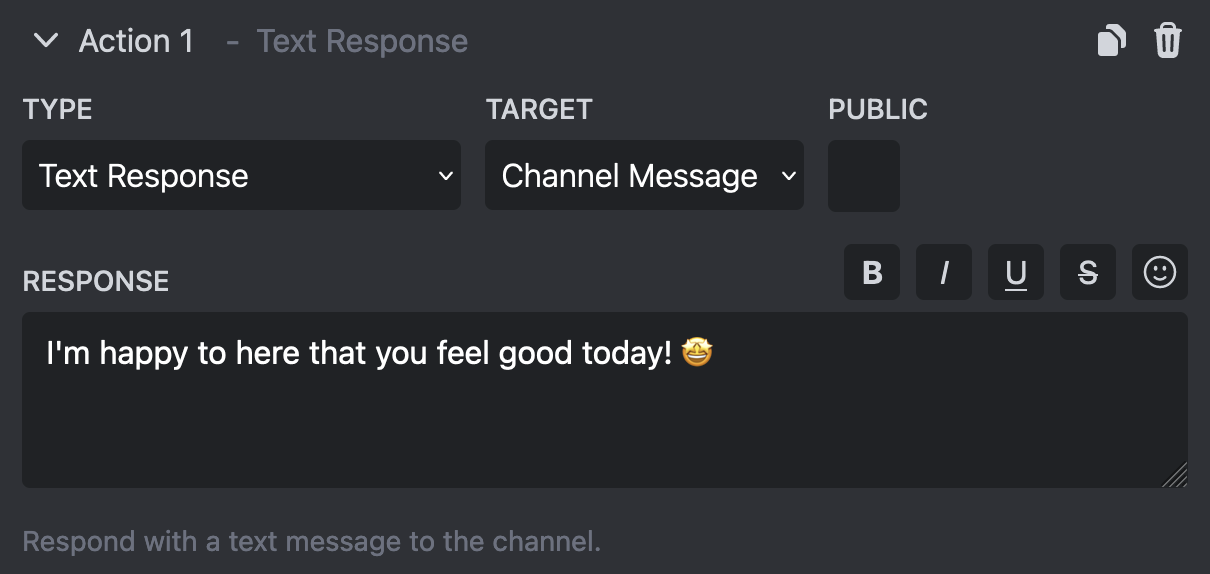 Action 1 - Text Response
TYPE TARGET PUBLIC
Text Response Channel Message
RESPONSE B I U S
I'm happy to here that you feel good today! 🤩
Respond with a text message to the channel.